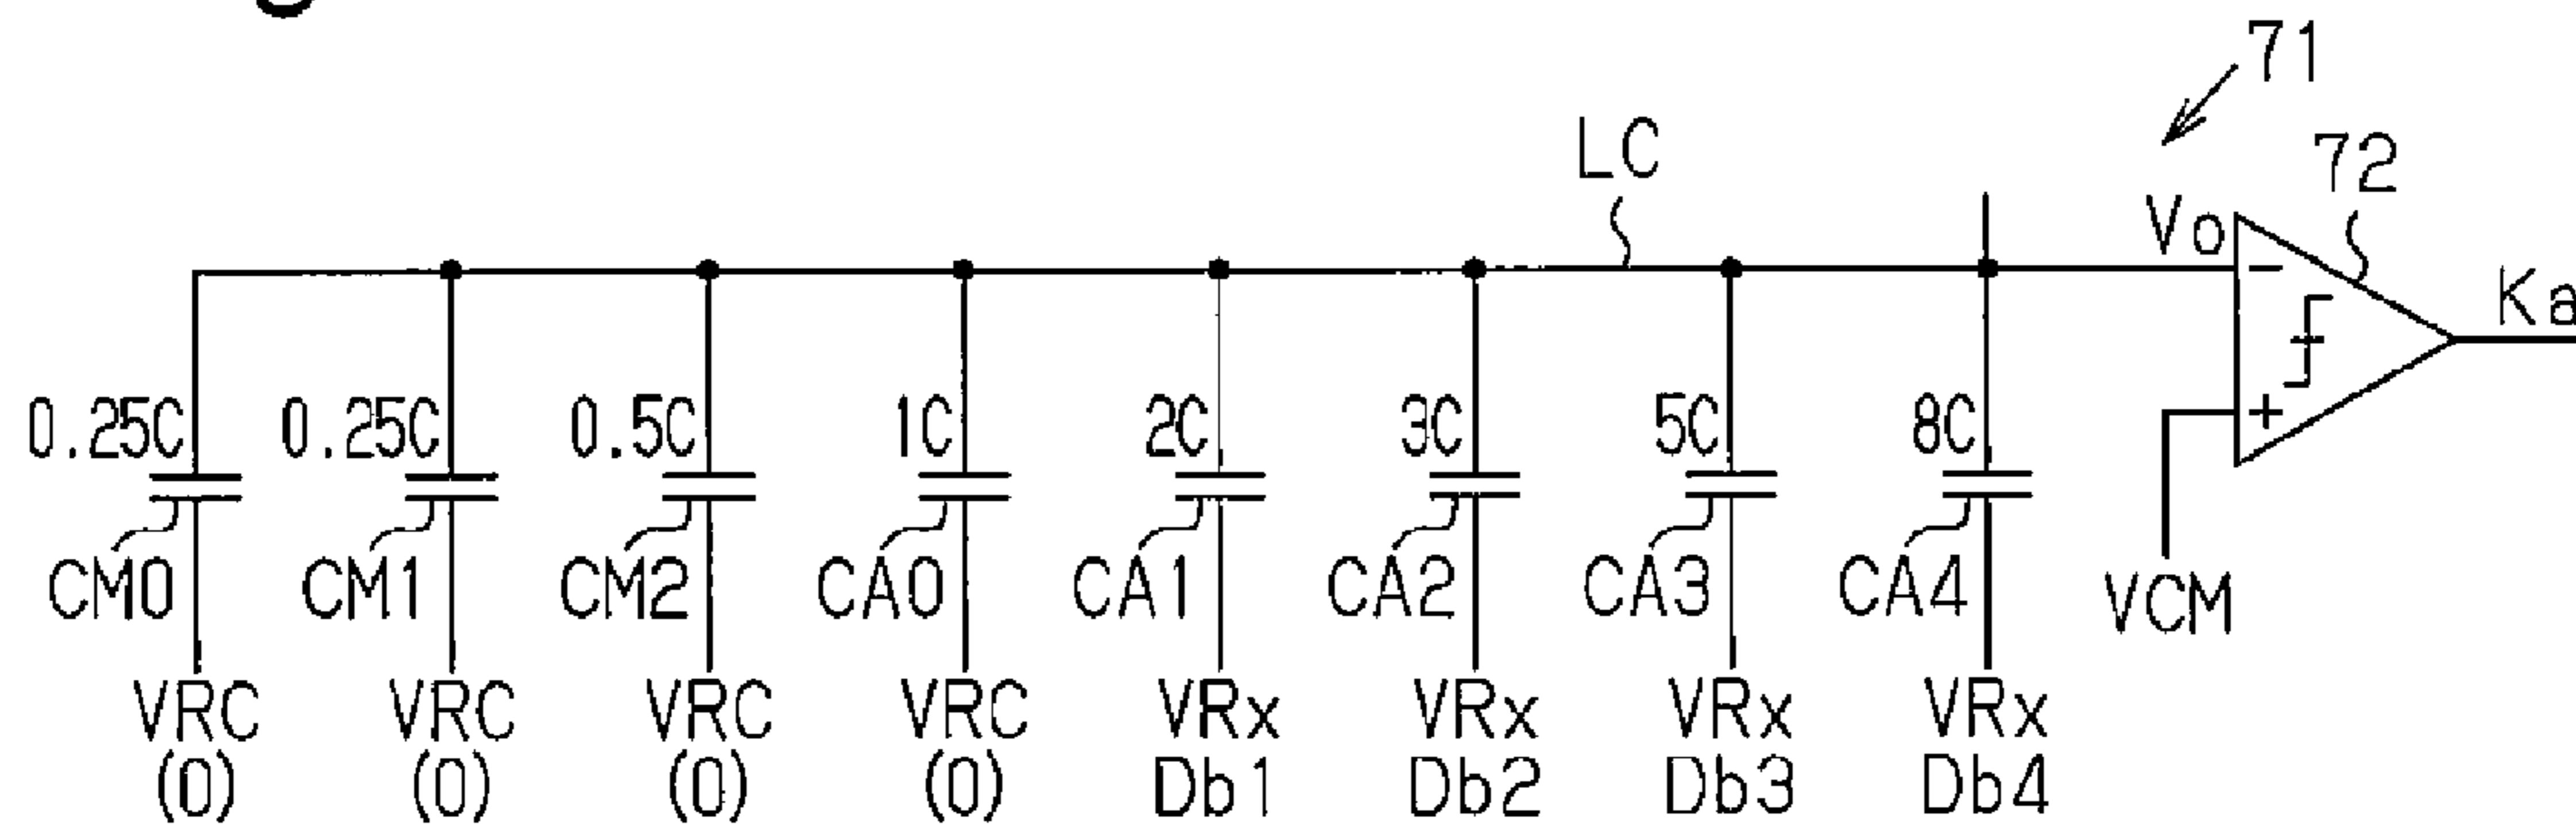 71
LC
72
Vo
Ka
−
+
0.25C 0.25C 0.5C 1C 2C 3C 5C 8C
CM0 CM1 CM2 CA0 CA1 CA2 CA3 CA4
VCM
VRC VRC VRC VRC VRx VRx VRx VRx
(0) (0) (0) (0) Db1 Db2 Db3 Db4